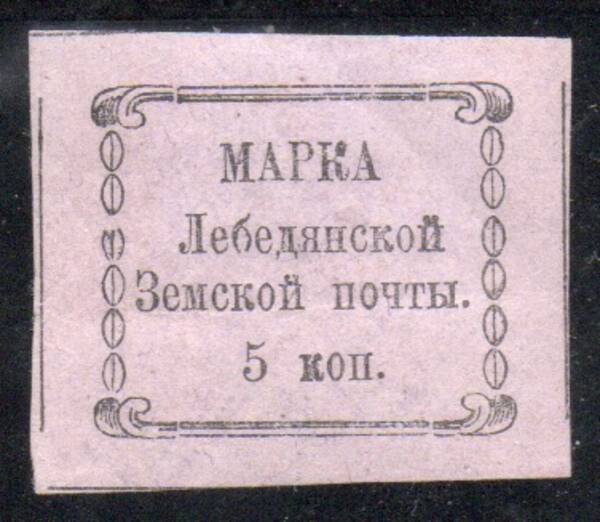 МАРКА
Лебедянской
Земской почты.
5 коп.